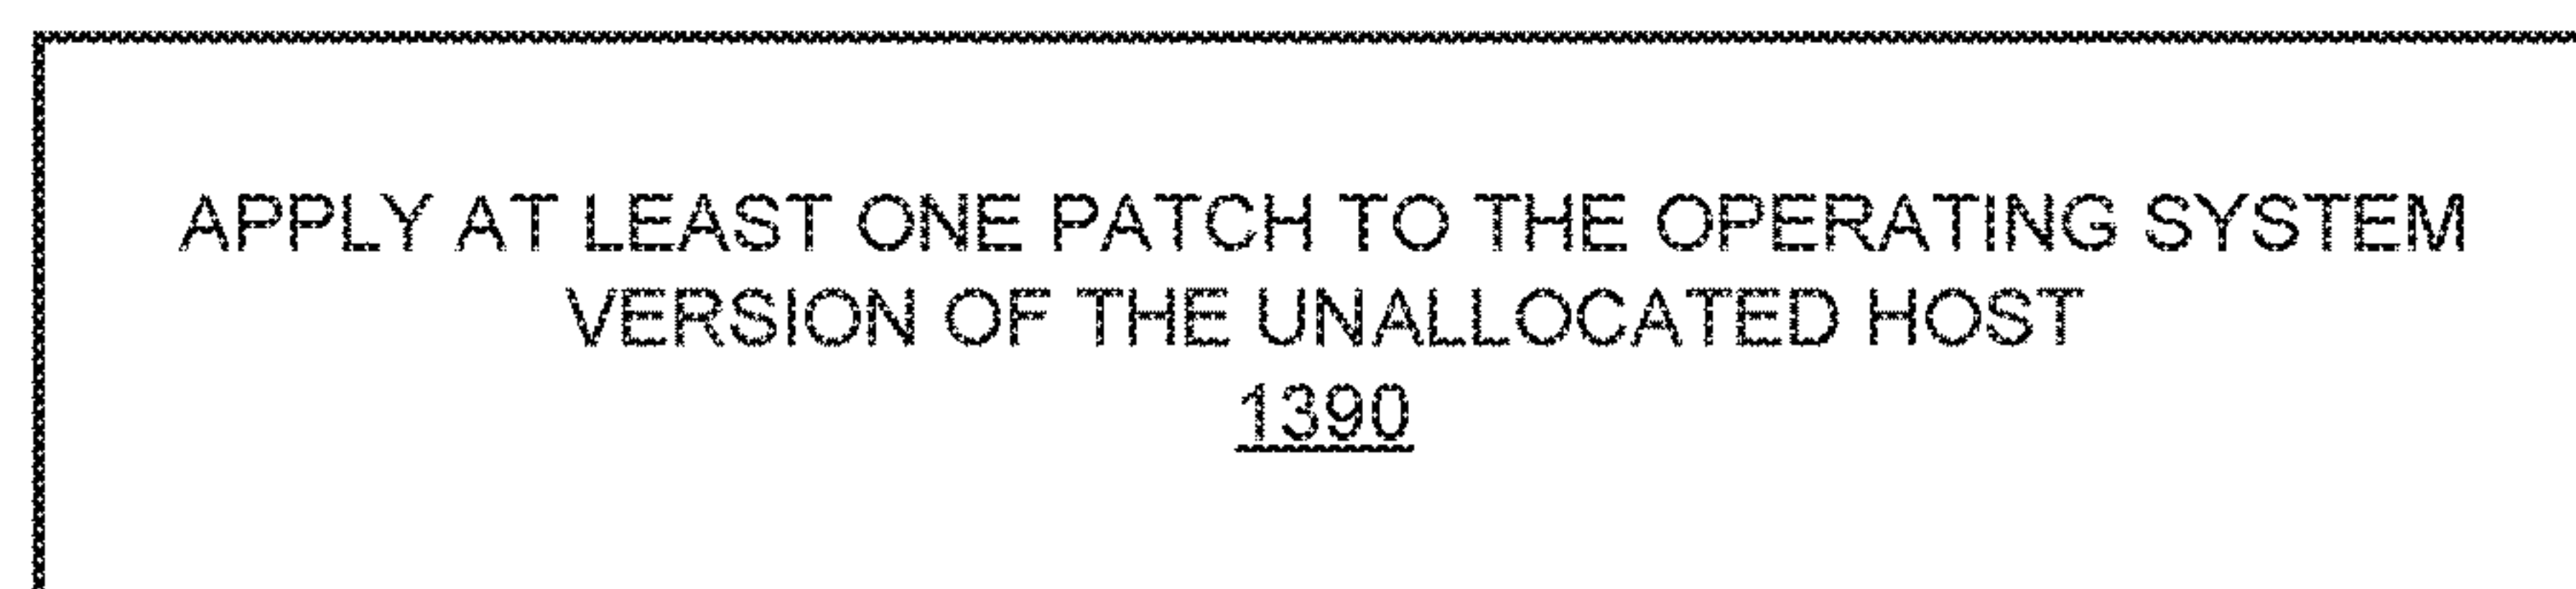 APPLY AT LEAST ONE PATCH TO THE OPERATING SYSTEM
VERSION OF THE UNALLOCATED HOST
1390